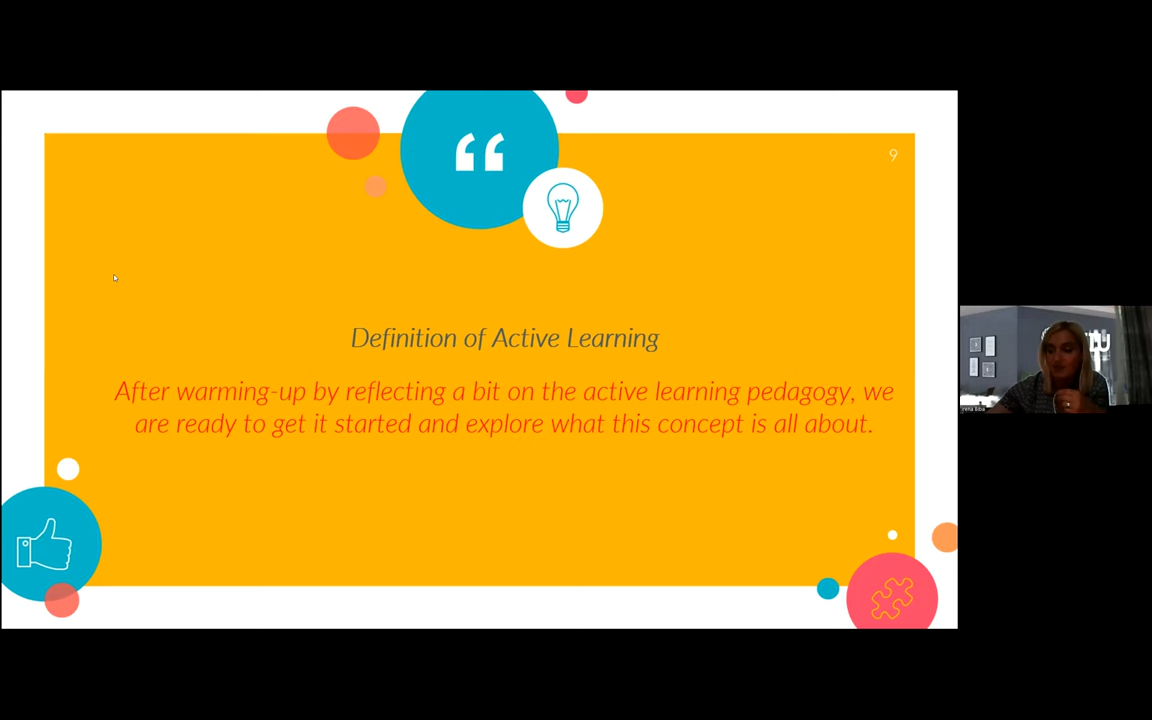 9
Definition of Active Learning
After warming-up by reflecting a bit on the active learning pedagogy, we
are ready to get it started and explore what this concept is all about.